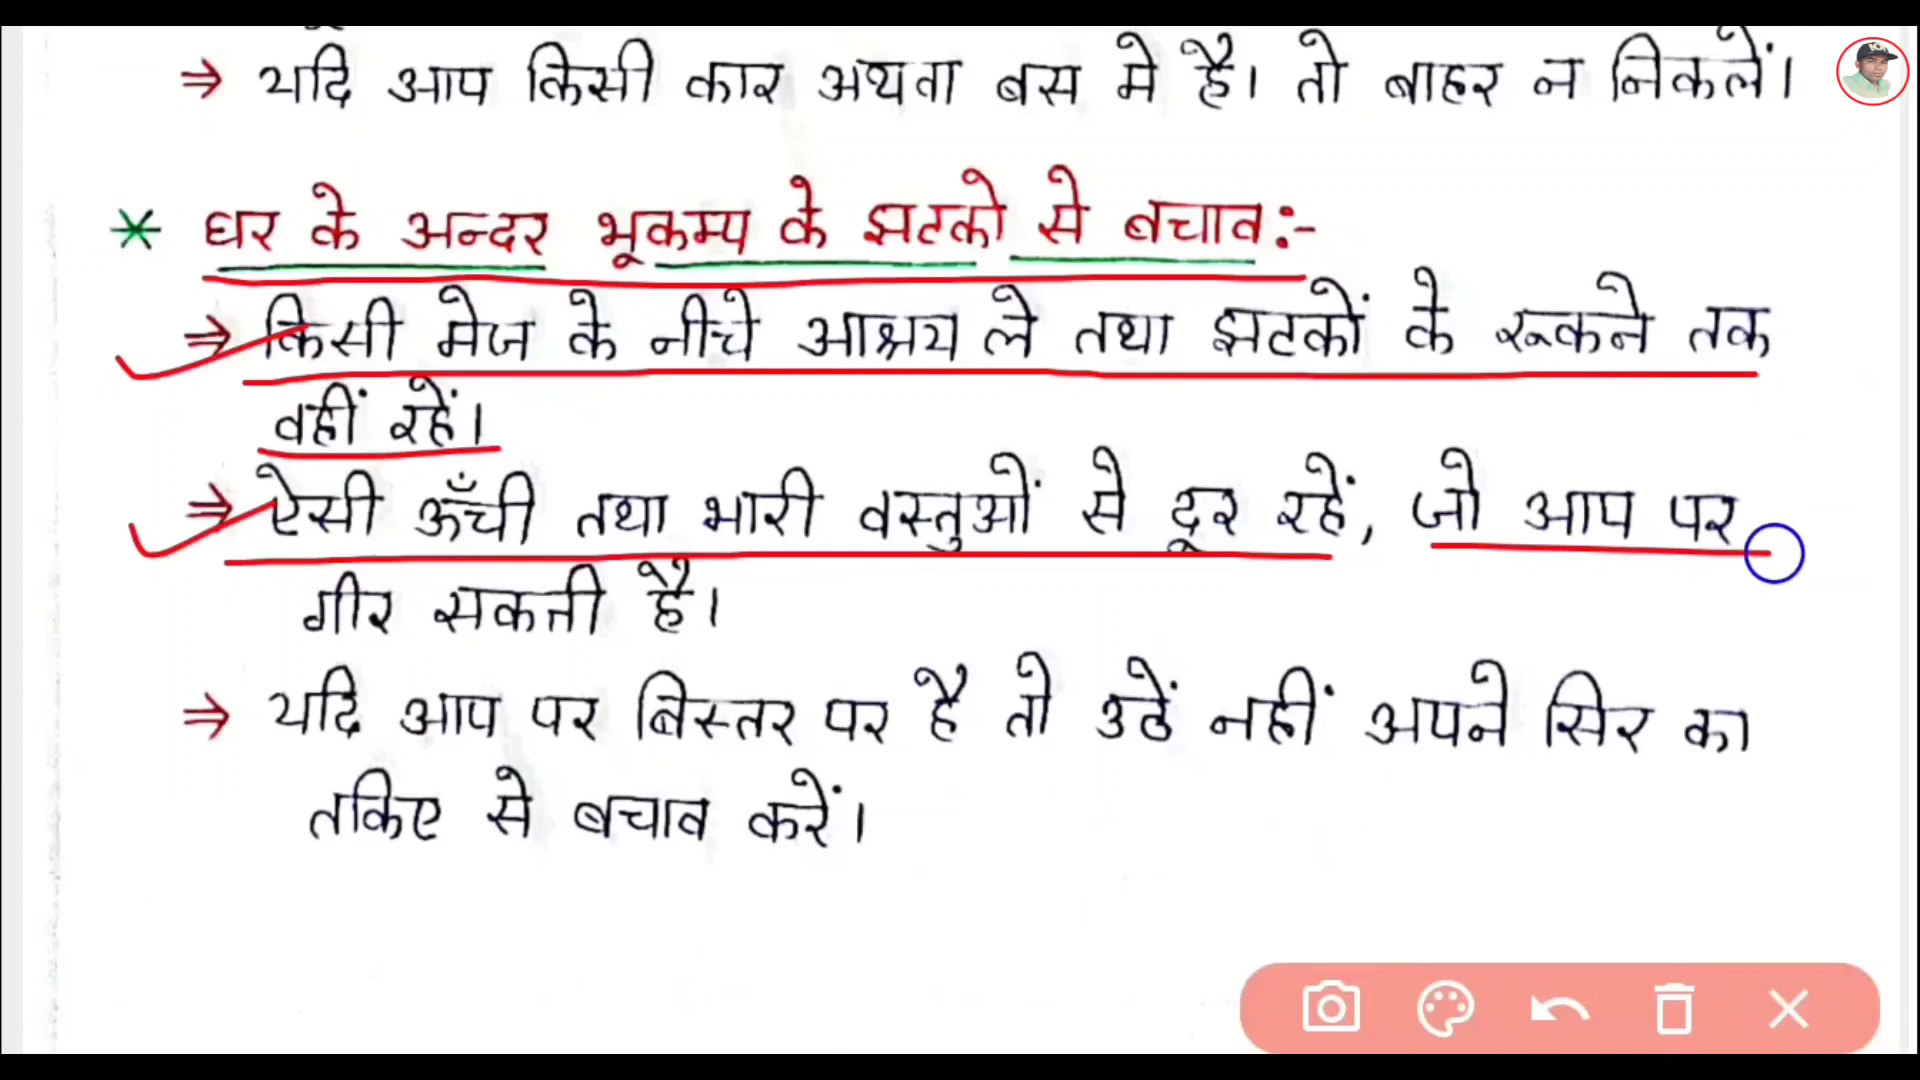 ⇒ यदि आप किसी कार अथवा बस मे है। तो बाहर न निकलें।
* घर के अन्दर भूकम्प के झटको से बचाव:-
⇒ किसी मेज के नीचे आश्रय ले तथा झटकों के रूकने तक
वहीं रहें।
⇒ ऐसी ऊँची तथा भारी वस्तुओं से दूर रहें, जो आप पर
गीर सकती है।
⇒ यदि आप पर बिस्तर पर है तो उठें नहीं अपने सिर का
तकिए से बचाव करें।